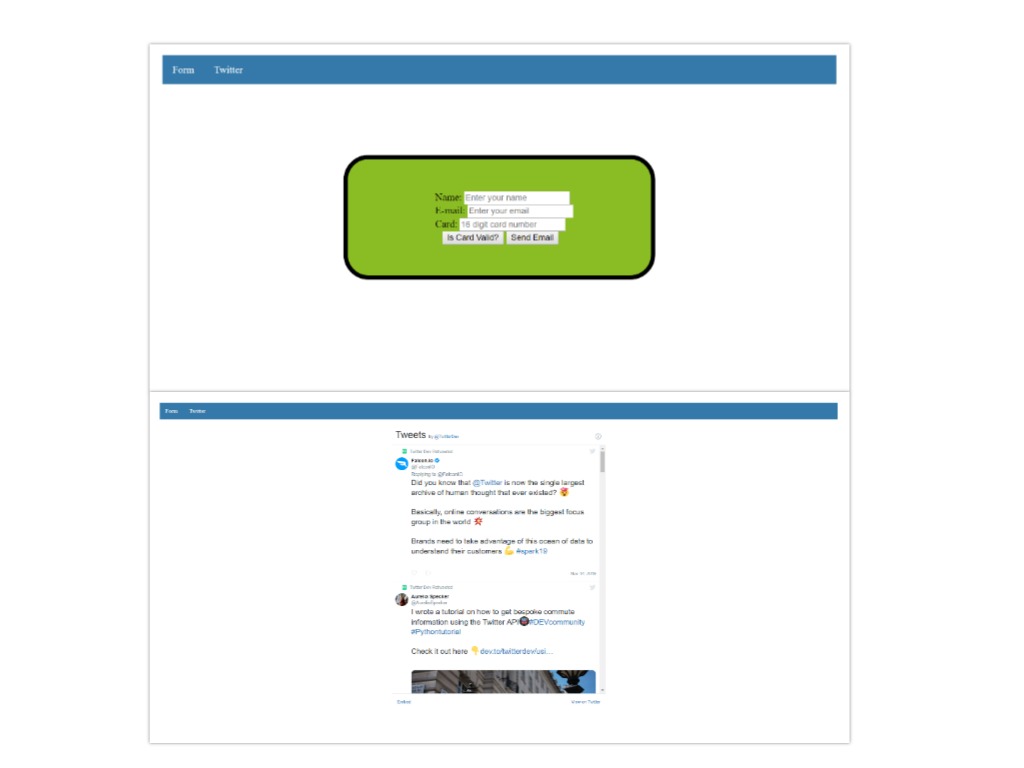 Form Twitter
Name: Enter your name
E-mail: Enter your email
Card: 16 digit card number
Is Card Valid? Send Email
Form Twitter
Tweets by @TwitterDev
Twitter Dev Retweeted
Falcon.io
@FalconIO
Replying to @FalconIO
Did you know that @Twitter is now the single largest
archive of human thought that ever existed? 🤯
Basically, online conversations are the biggest focus
group in the world 💥
Brands need to take advantage of this ocean of data to
understand their customers 💪 #spark19
Twitter Dev Retweeted
Aurelia Specker
@AureliaSpecker
I wrote a tutorial on how to get bespoke commute
information using the Twitter API #DEVcommunity
#Pythontutorial
Check it out here 👇 dev.to/twitterdev/usi…
Embed View on Twitter